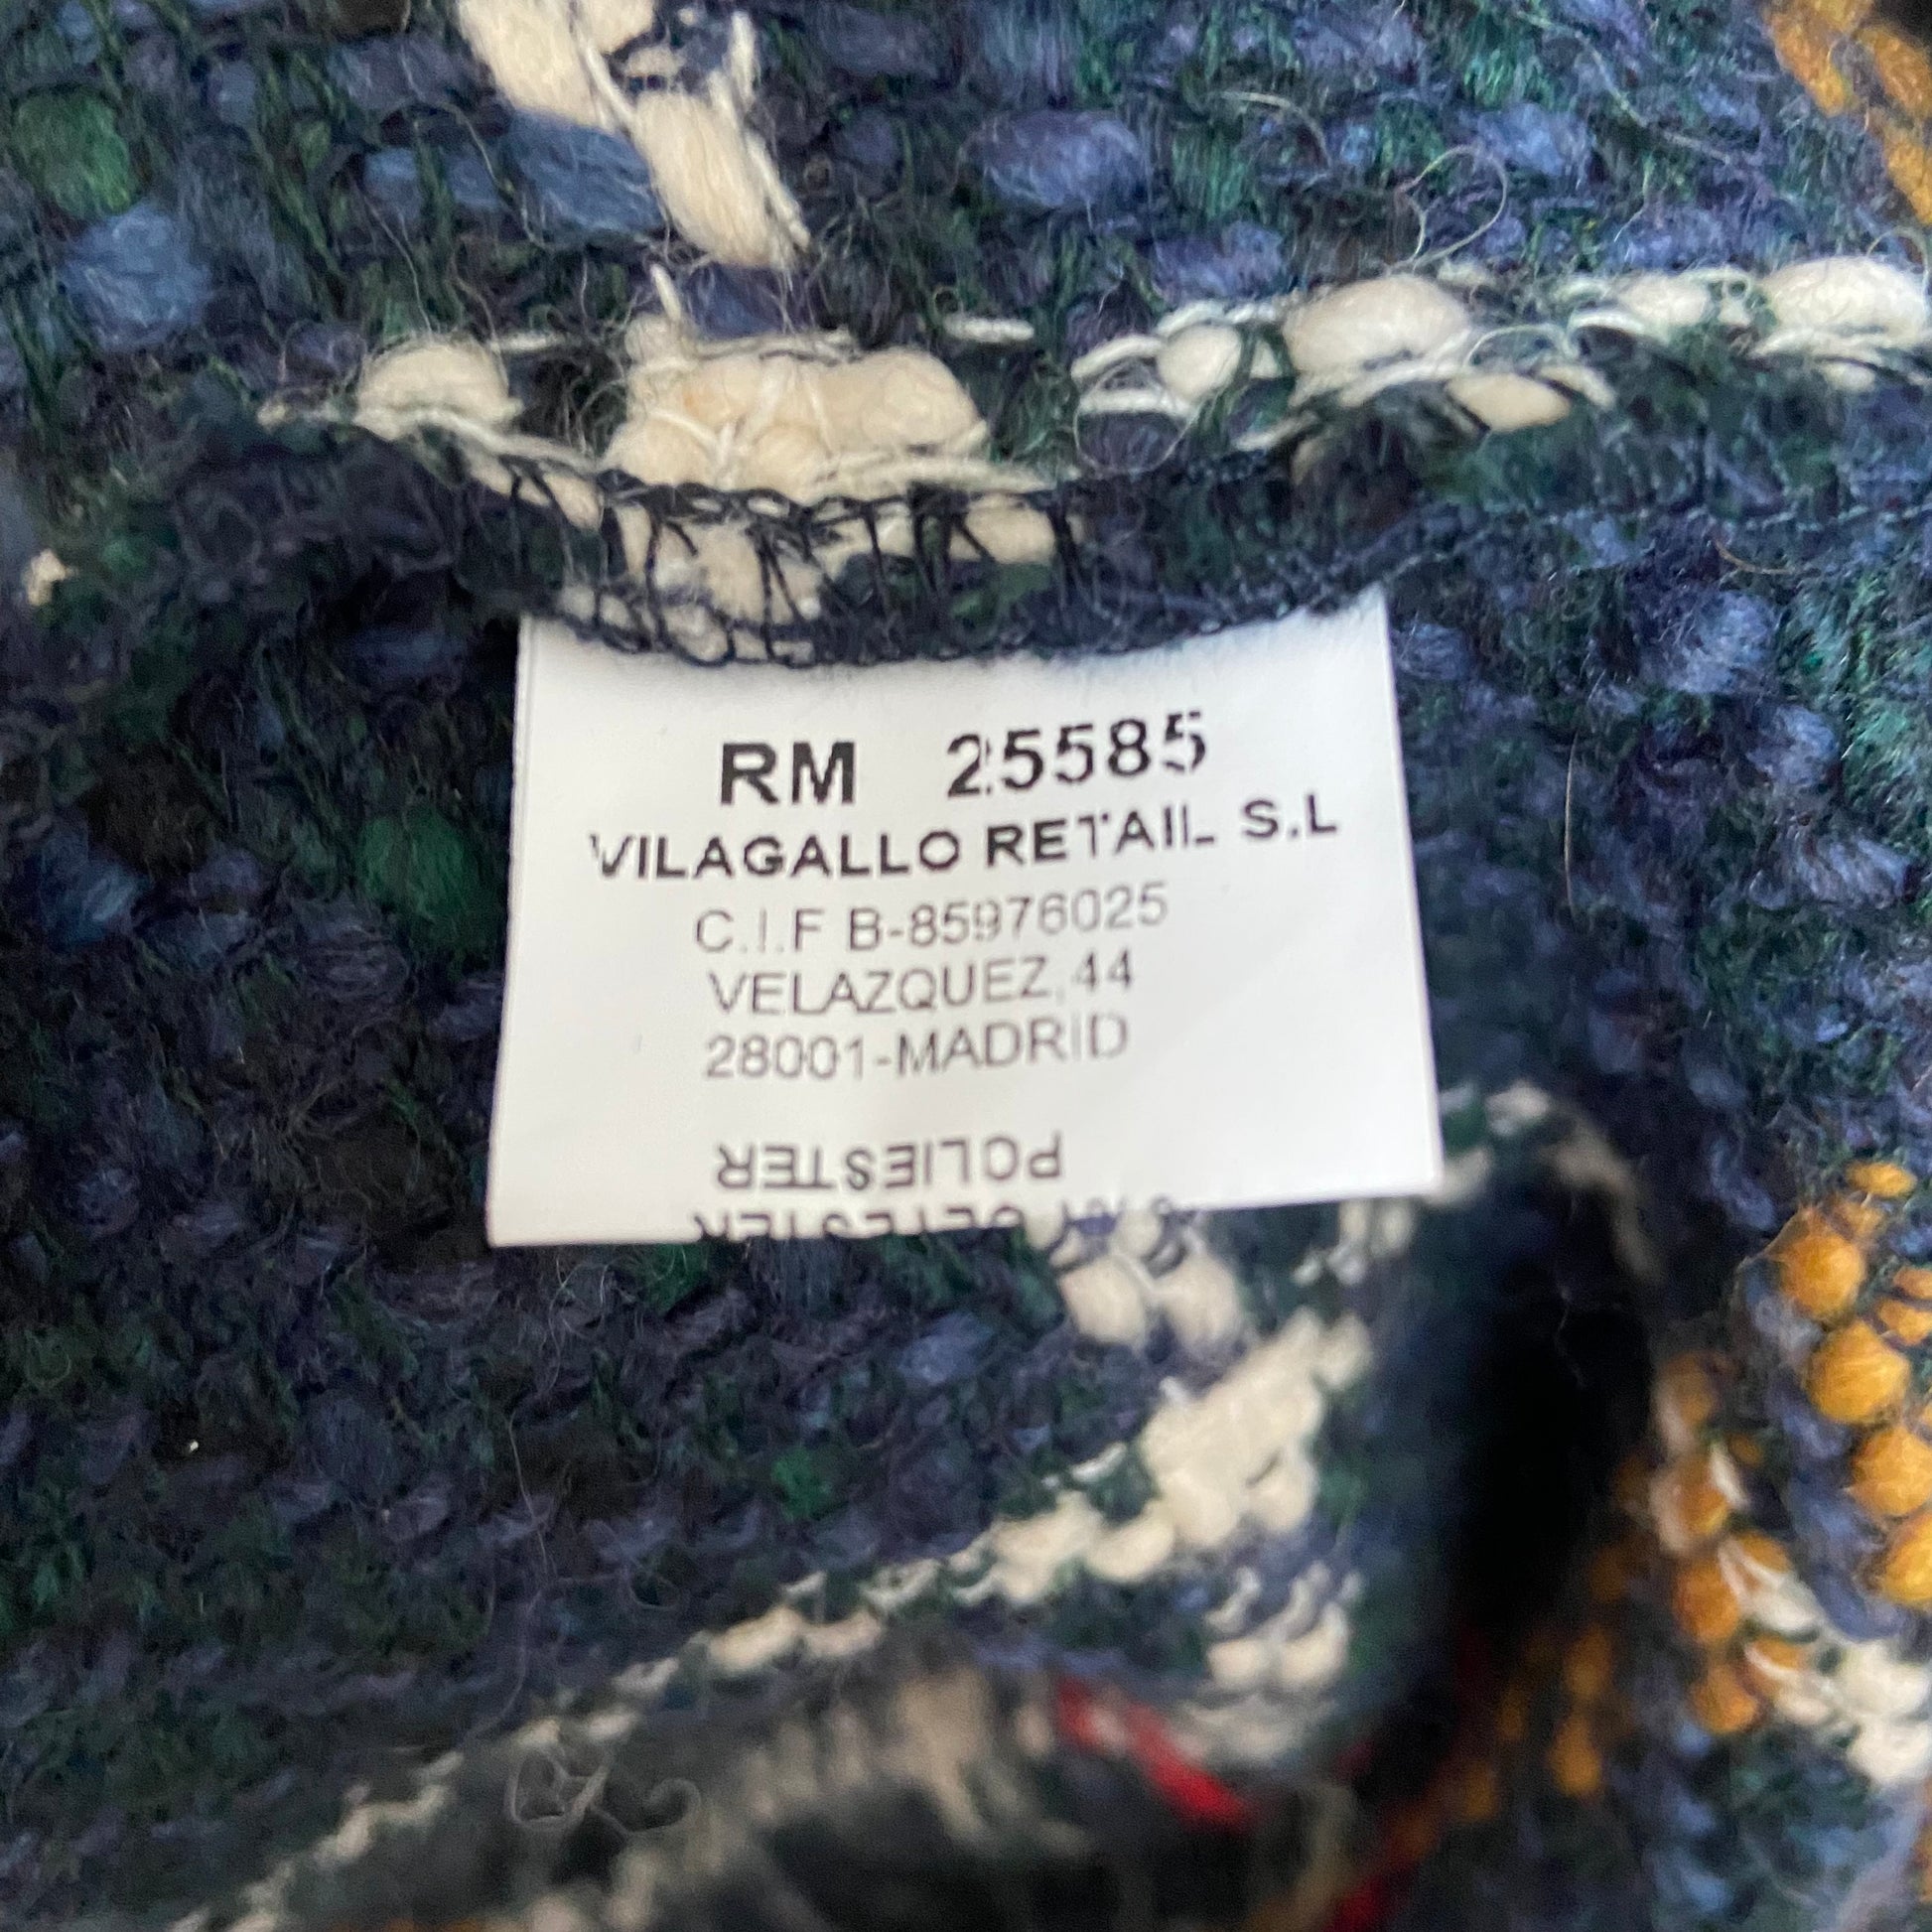 RM 25585
VILAGALLO RETAIL S.L
C.I.F B-85976025
VELAZQUEZ,44
28001-MADRID
POLIESTER